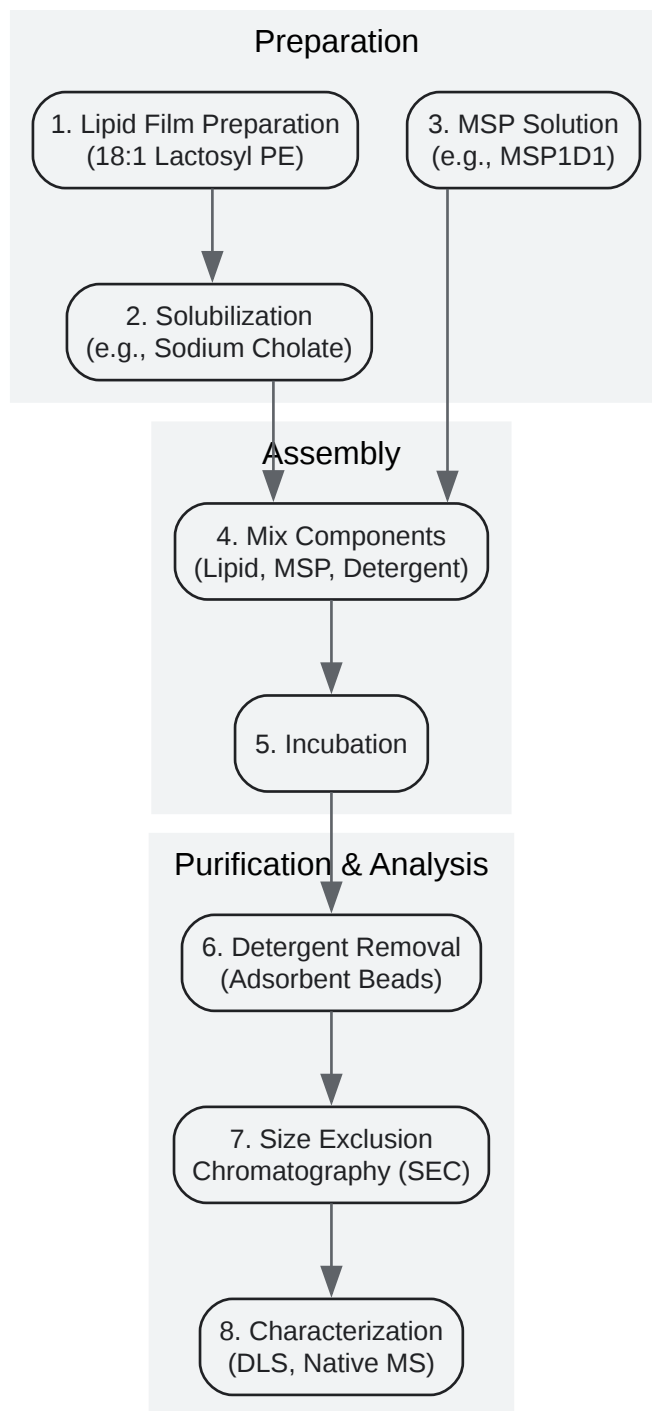 Preparation
1. Lipid Film Preparation
(18:1 Lactosyl PE)
3. MSP Solution
(e.g., MSP1D1)
2. Solubilization
(e.g., Sodium Cholate)
Assembly
4. Mix Components
(Lipid, MSP, Detergent)
5. Incubation
Purification & Analysis
6. Detergent Removal
(Adsorbent Beads)
7. Size Exclusion
Chromatography (SEC)
8. Characterization
(DLS, Native MS)